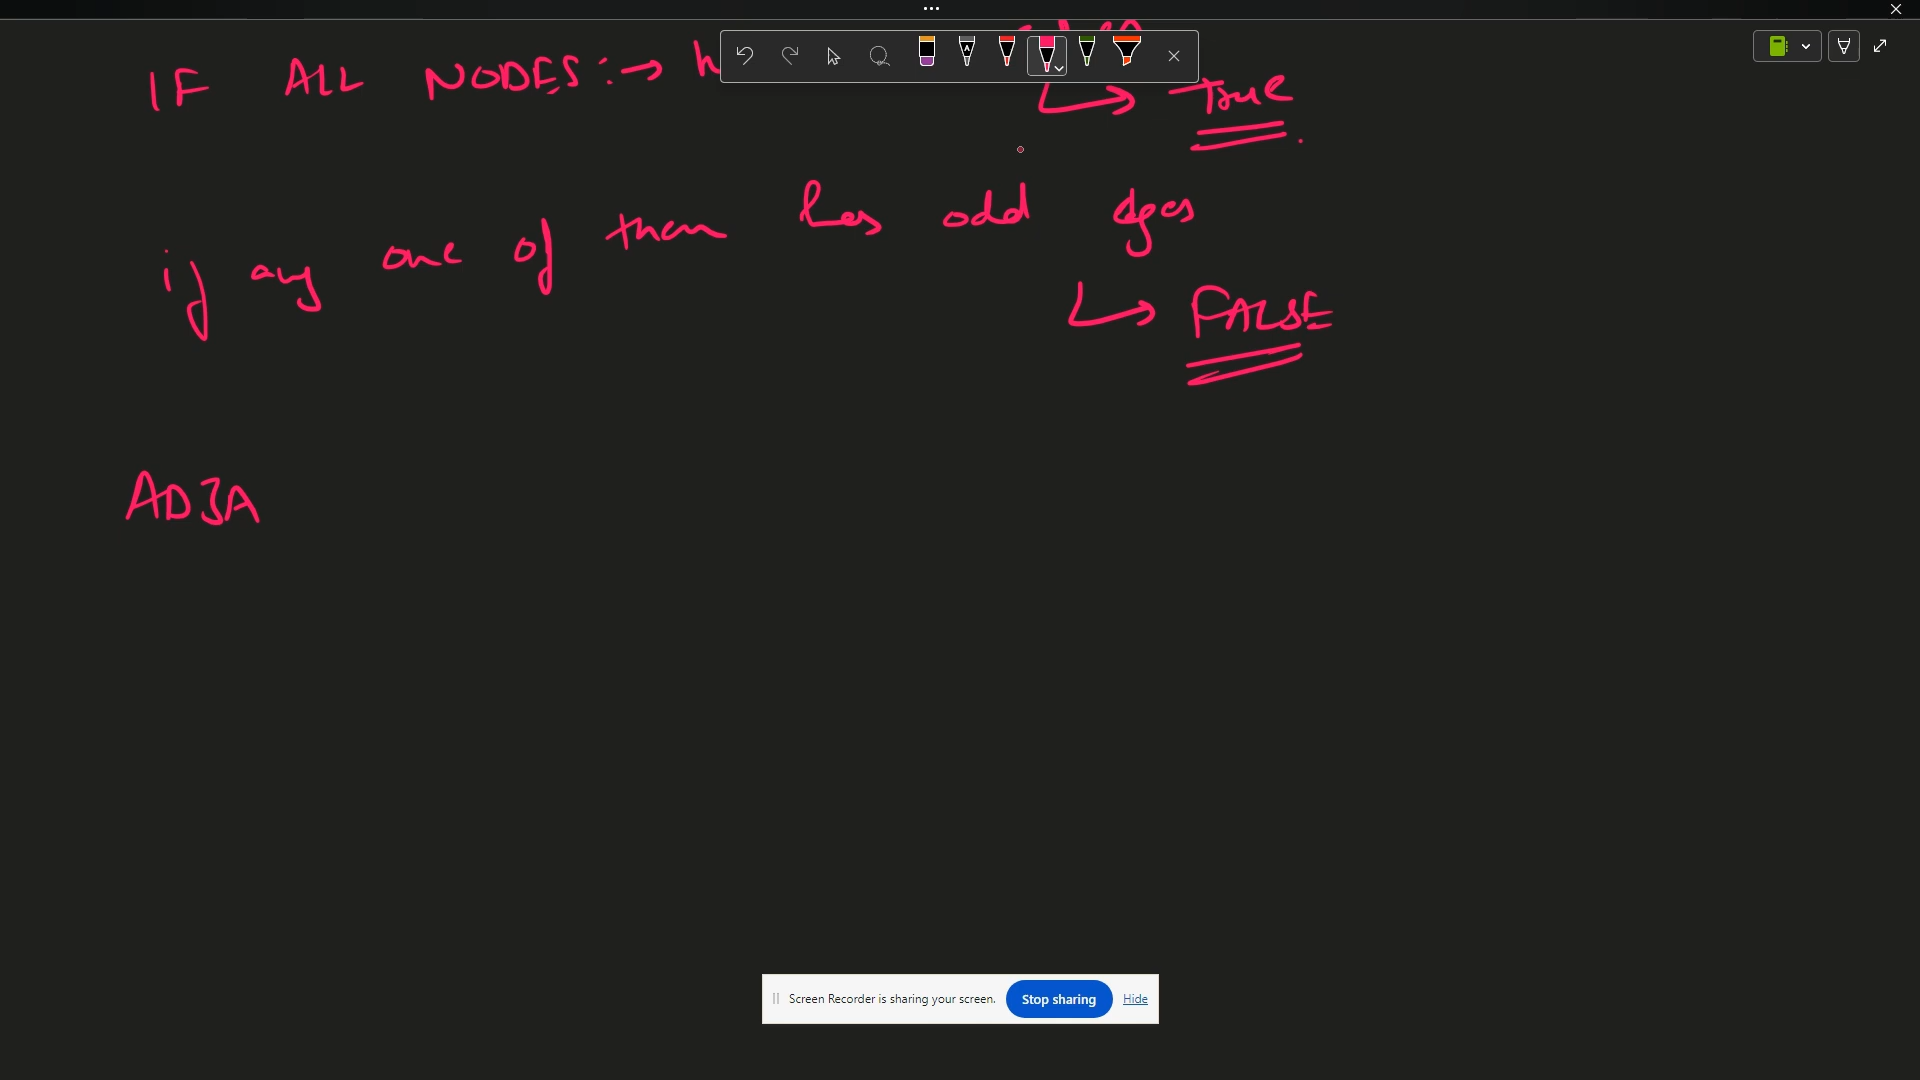 IF ALL NODES :→ h
↳ True
if any one of them has odd edges
↳ FALSE
ADJA
Screen Recorder is sharing your screen. Stop sharing Hide